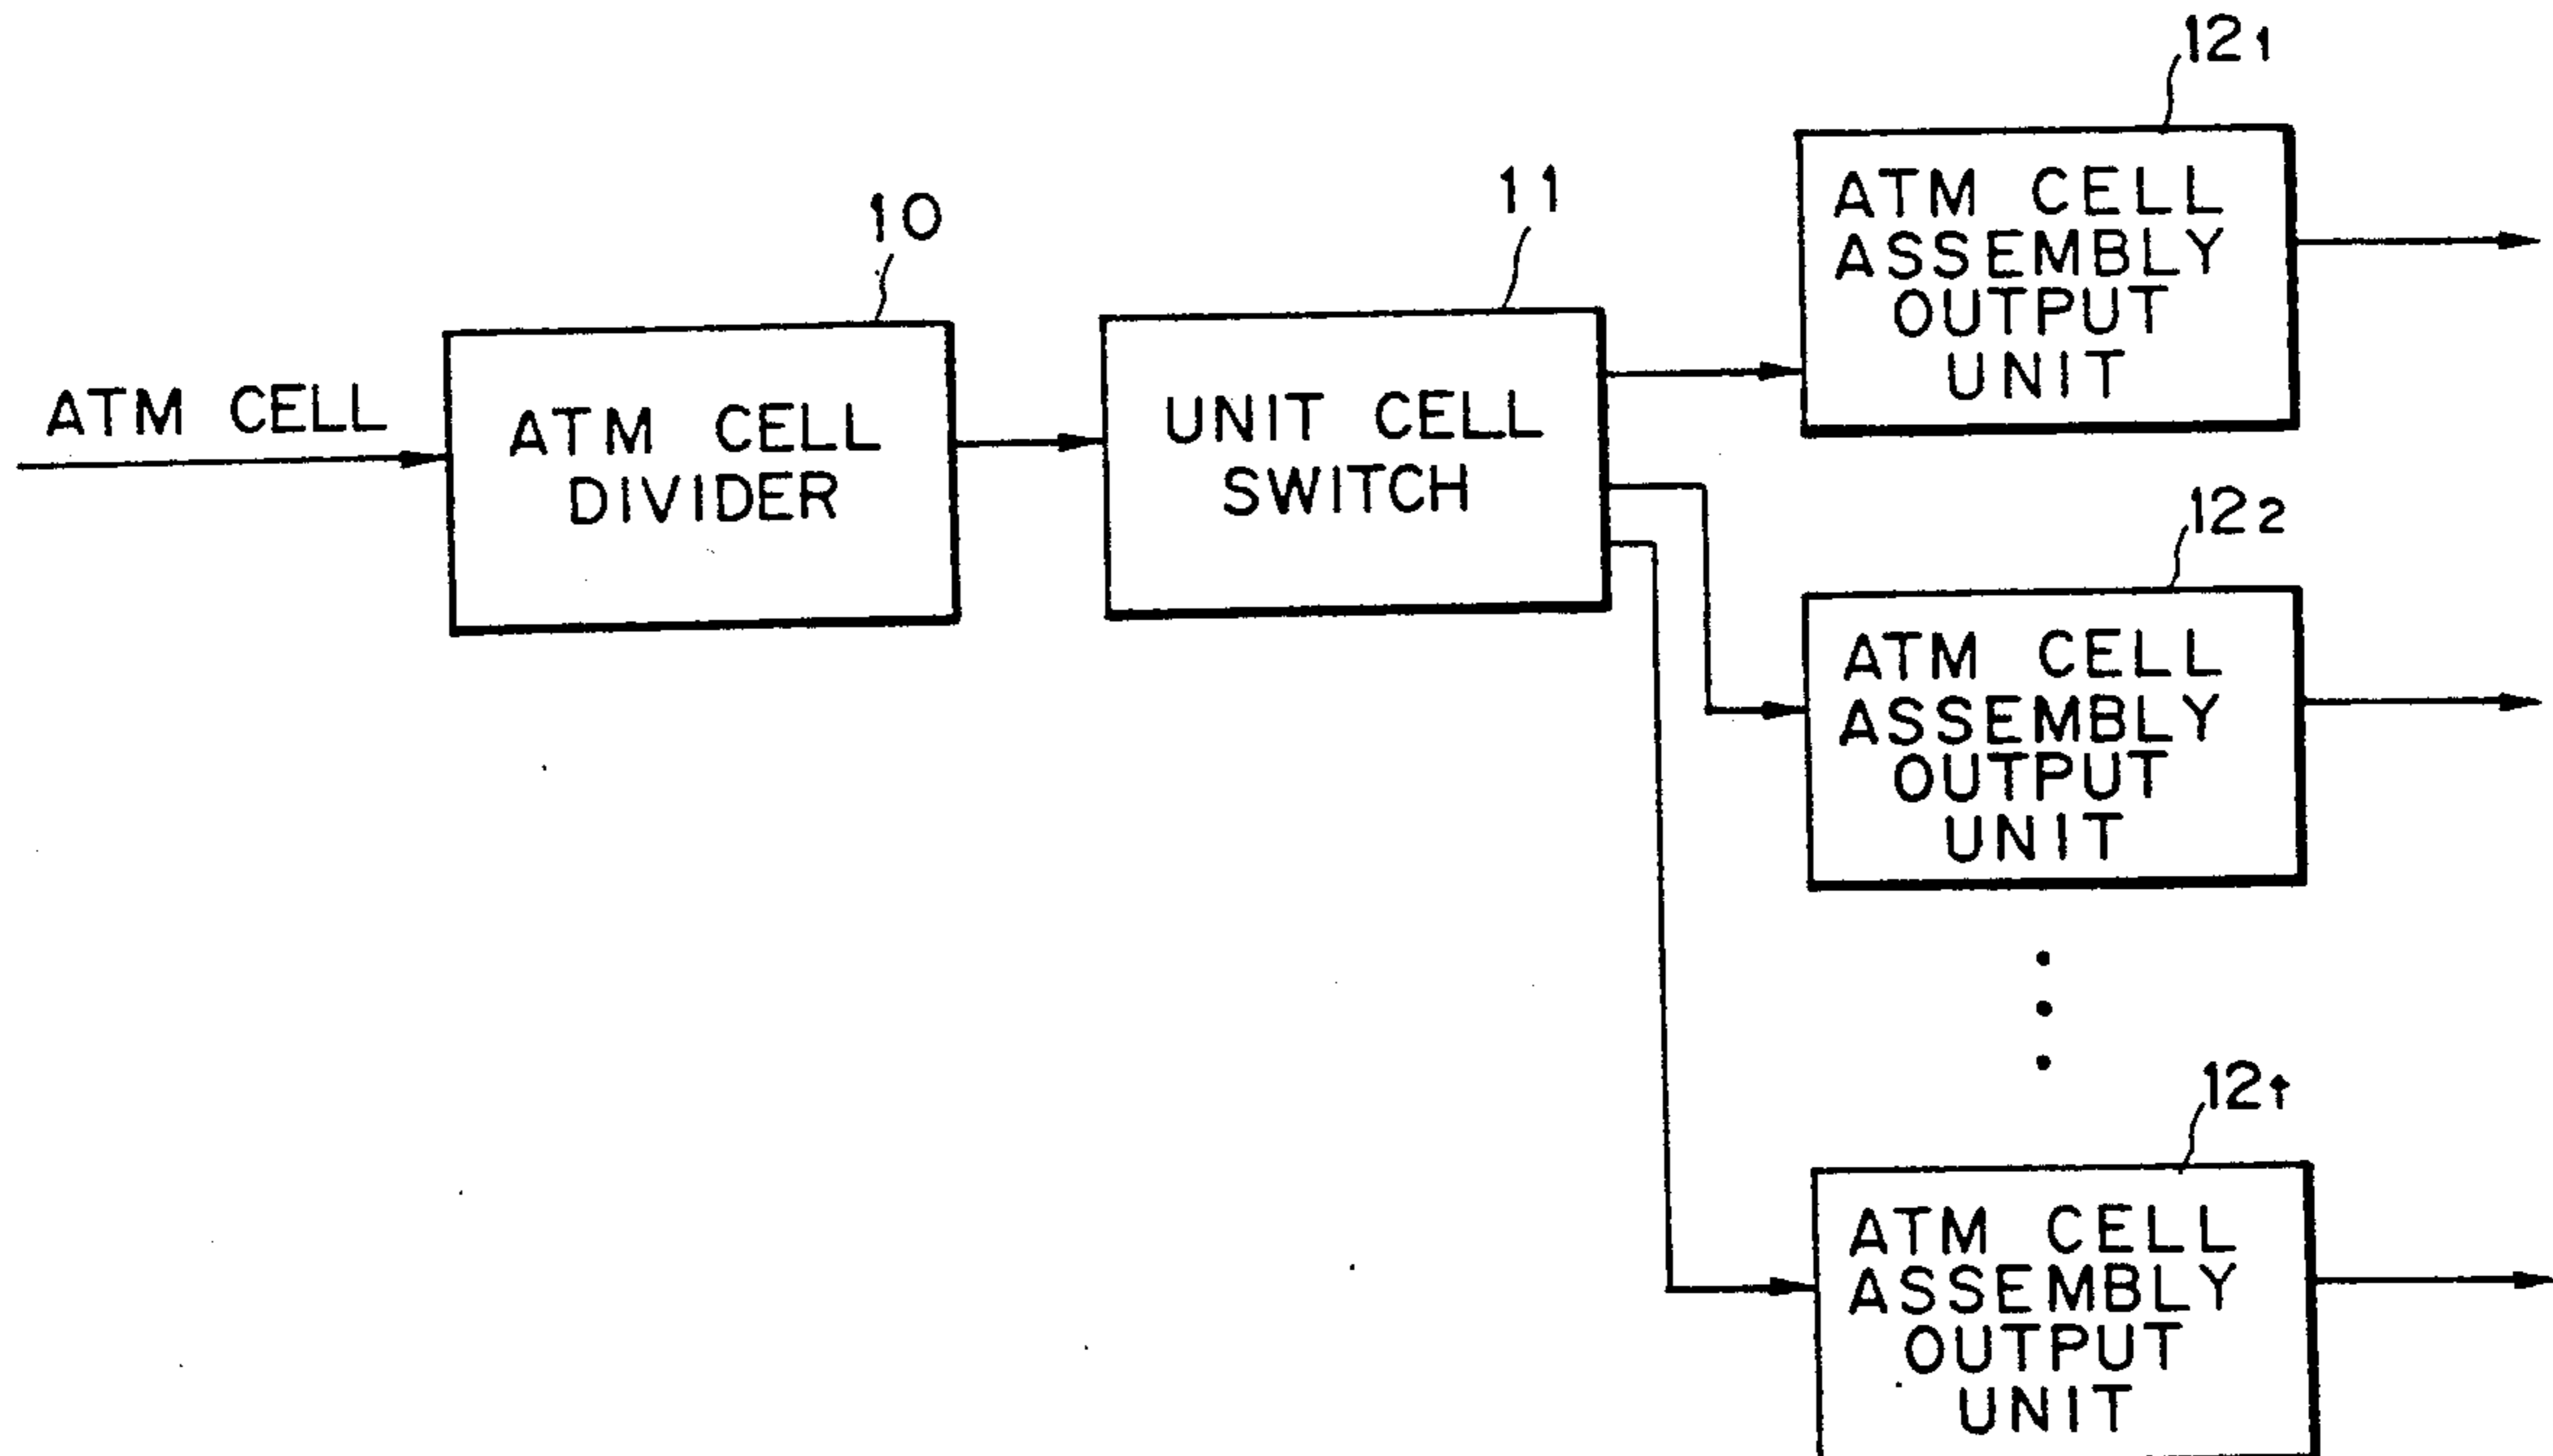 12₁
ATM CELL
ASSEMBLY
OUTPUT
UNIT
10
11
ATM CELL
ATM CELL
DIVIDER
UNIT CELL
SWITCH
12₂
ATM CELL
ASSEMBLY
OUTPUT
UNIT
12t
ATM CELL
ASSEMBLY
OUTPUT
UNIT